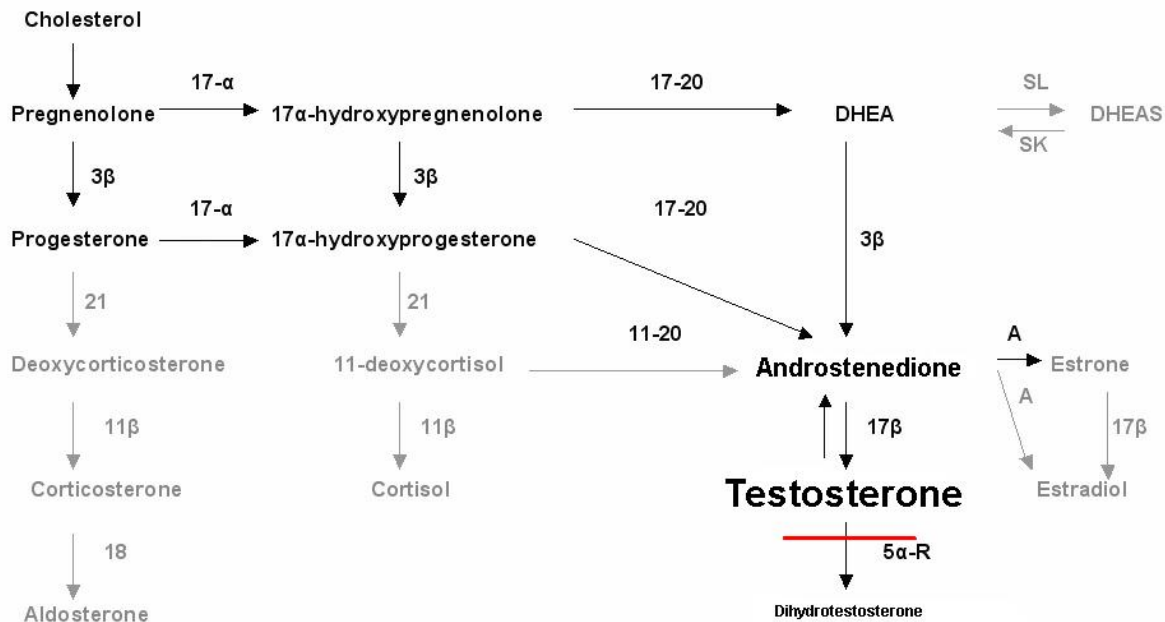 Cholesterol
17-α 17-20 SL
Pregnenolone 17α-hydroxypregnenolone DHEA DHEAS
SK
3β 3β
17-α 17-20
Progesterone 17α-hydroxyprogesterone 3β
21 21
11-20 A
Deoxycorticosterone 11-deoxycortisol Androstenedione Estrone
A
11β 11β 17β 17β
Corticosterone Cortisol Testosterone Estradiol
18 5α-R
Aldosterone Dihydrotestosterone